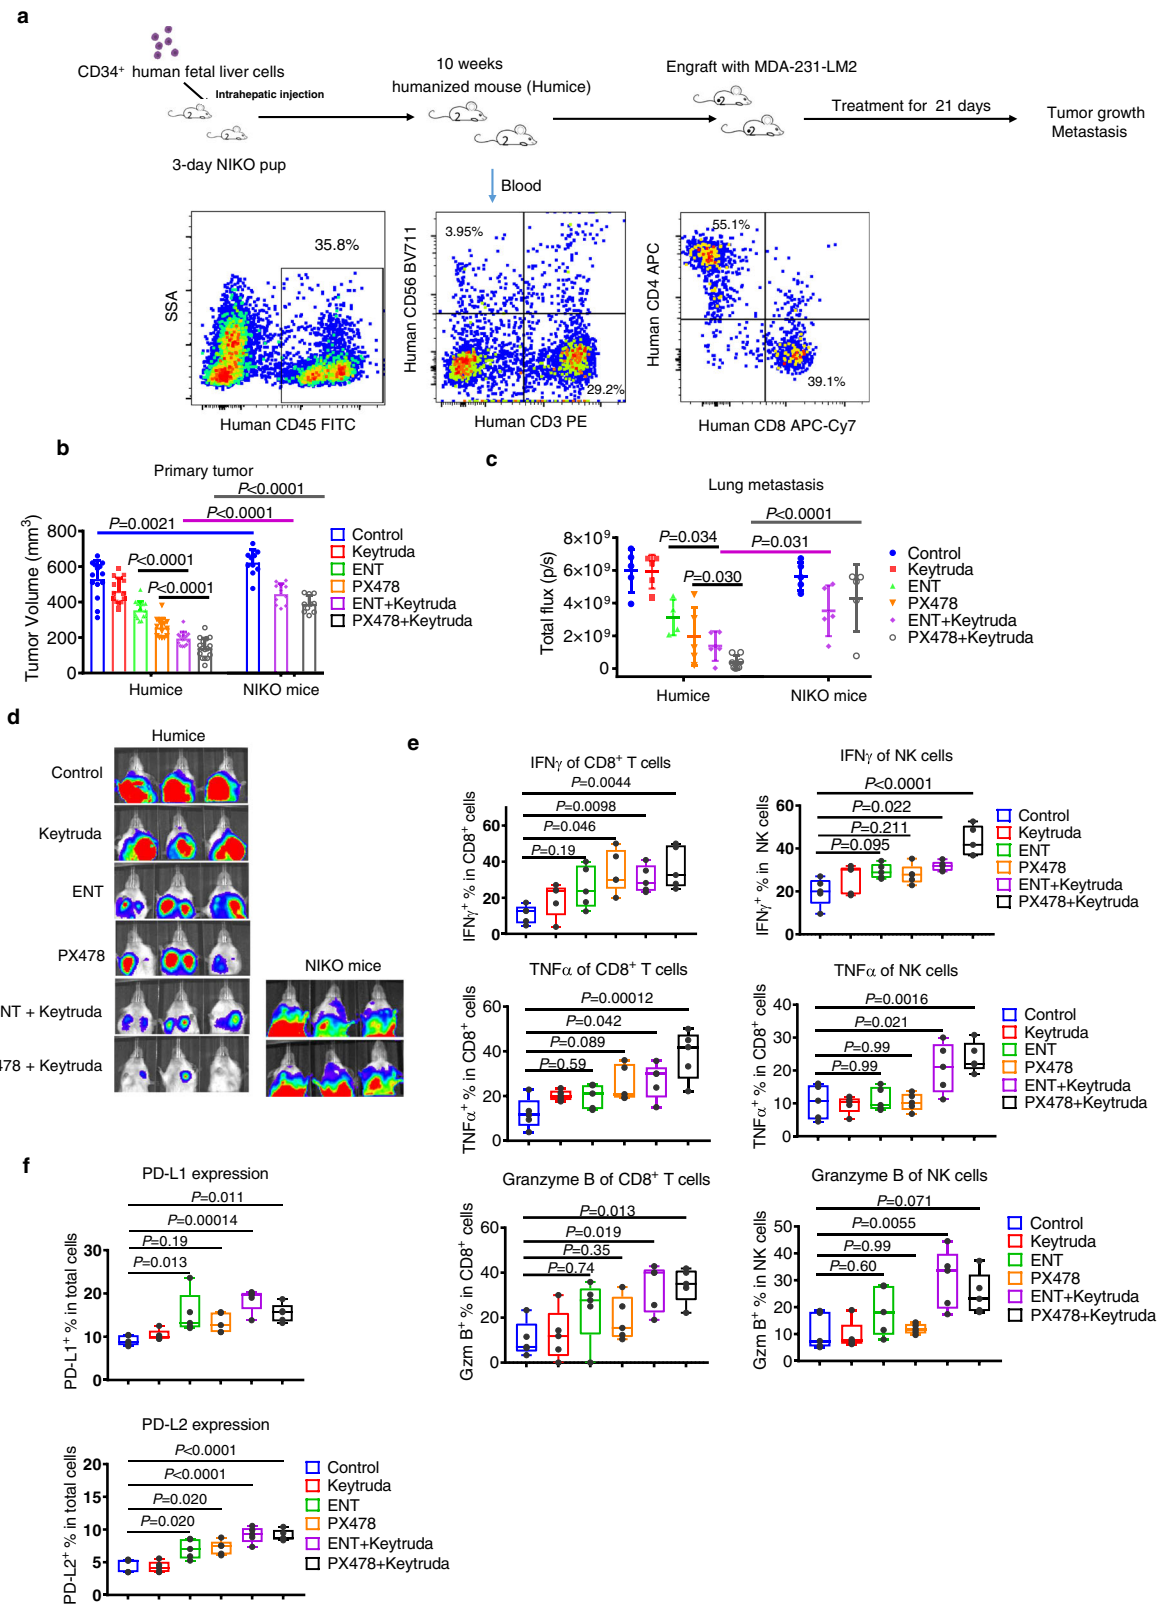 a
CD34+ human fetal liver cells
Intrahepatic injection
3-day NIKO pup
10 weeks
humanized mouse (Humice)
Engraft with MDA-231-LM2
Treatment for 21 days
Tumor growth
Metastasis
Blood
35.8%
SSA
Human CD45 FITC
3.95%
29.2%
Human CD56 BV711
Human CD3 PE
55.1%
39.1%
Human CD4 APC
Human CD8 APC-Cy7
b
Primary tumor
P<0.0001
P<0.0001
P=0.0021
P<0.0001
P<0.0001
Tumor Volume (mm3)
800
600
400
200
0
Humice
NIKO mice
Control
Keytruda
ENT
PX478
ENT+Keytruda
PX478+Keytruda
c
Lung metastasis
P<0.0001
P=0.034
P=0.031
P=0.030
Total flux (p/s)
8×10⁹
6×10⁹
4×10⁹
2×10⁹
0
Humice
NIKO mice
Control
Keytruda
ENT
PX478
ENT+Keytruda
PX478+Keytruda
d
Humice
Control
Keytruda
ENT
PX478
NT + Keytruda
478 + Keytruda
NIKO mice
e
IFNγ of CD8+ T cells
P=0.0044
P=0.0098
P=0.046
P=0.19
IFNγ+ % in CD8+ cells
60
40
20
0
IFNγ of NK cells
P<0.0001
P=0.022
P=0.211
P=0.095
IFNγ+ % in NK cells
60
40
20
0
Control
Keytruda
ENT
PX478
ENT+Keytruda
PX478+Keytruda
TNFα of CD8+ T cells
P=0.00012
P=0.042
P=0.089
P=0.59
TNFα+ % in CD8+ cells
60
40
20
0
TNFα of NK cells
P=0.0016
P=0.021
P=0.99
P=0.99
TNFα+ % in CD8+ cells
40
30
20
10
0
Control
Keytruda
ENT
PX478
ENT+Keytruda
PX478+Keytruda
Granzyme B of CD8+ T cells
P=0.013
P=0.019
P=0.35
P=0.74
Gzm B+ % in CD8+ cells
60
40
20
0
Granzyme B of NK cells
P=0.071
P=0.0055
P=0.99
P=0.60
Gzm B+ % in NK cells
50
40
30
20
10
0
Control
Keytruda
ENT
PX478
ENT+Keytruda
PX478+Keytruda
f
PD-L1 expression
P=0.011
P=0.00014
P=0.19
P=0.013
PD-L1+ % in total cells
30
20
10
0
PD-L2 expression
P<0.0001
P<0.0001
P=0.020
P=0.020
PD-L2+ % in total cells
20
15
10
5
0
Control
Keytruda
ENT
PX478
ENT+Keytruda
PX478+Keytruda